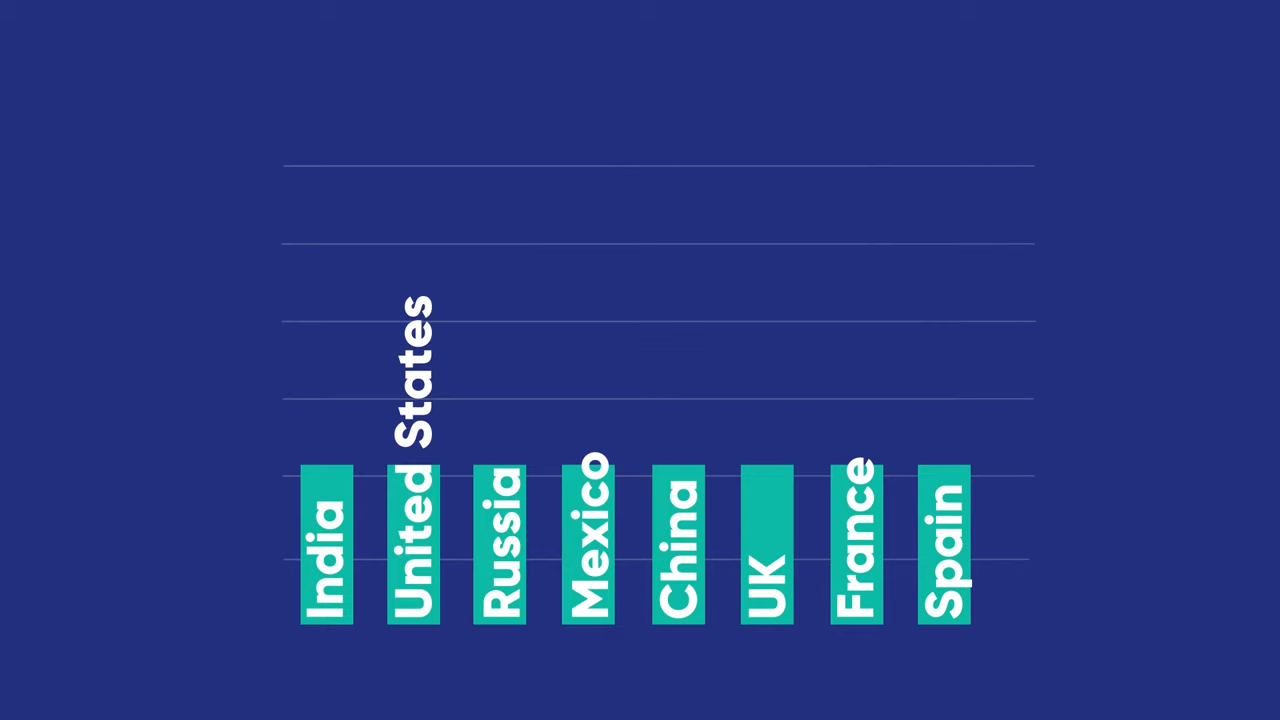 India
United States
Russia
Mexico
China
UK
France
Spain